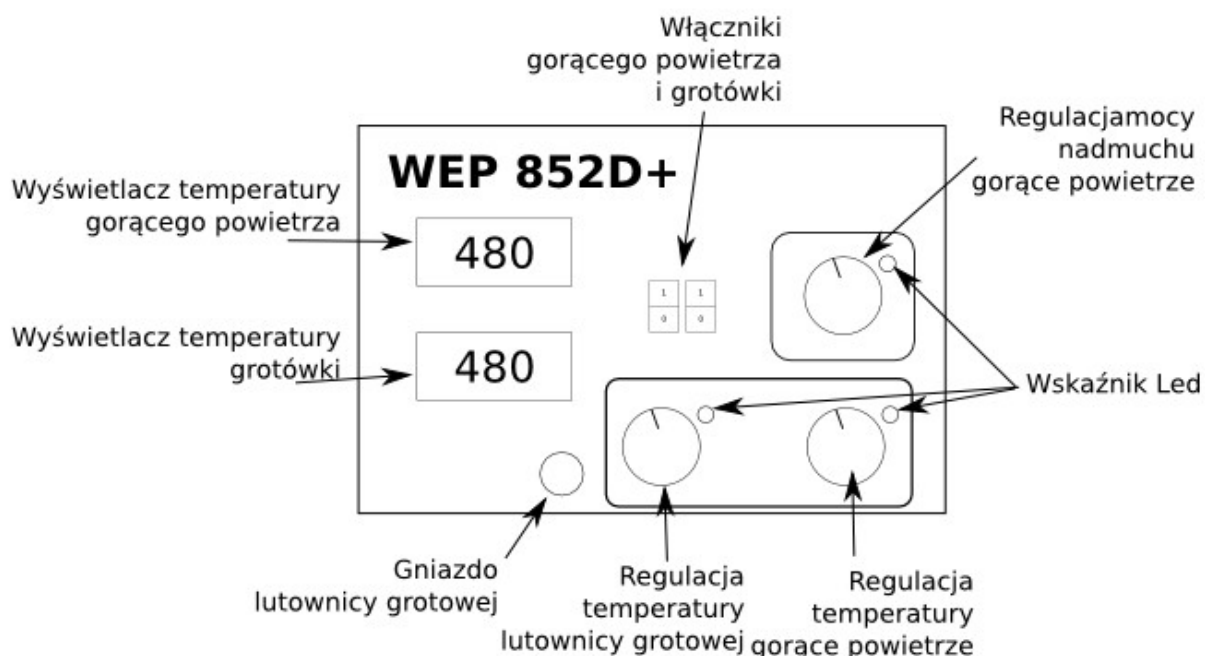 Włączniki
gorącego powietrza
i grotówki
Regulacjamocy
nadmuchu
gorące powietrze
WEP 852D+
Wyświetlacz temperatury
gorącego powietrza
480
1 1
0 0
Wyświetlacz temperatury
grotówki
480
Wskaźnik Led
Gniazdo
lutownicy grotowej
Regulacja
temperatury
lutownicy grotowej
Regulacja
temperatury
gorące powietrze